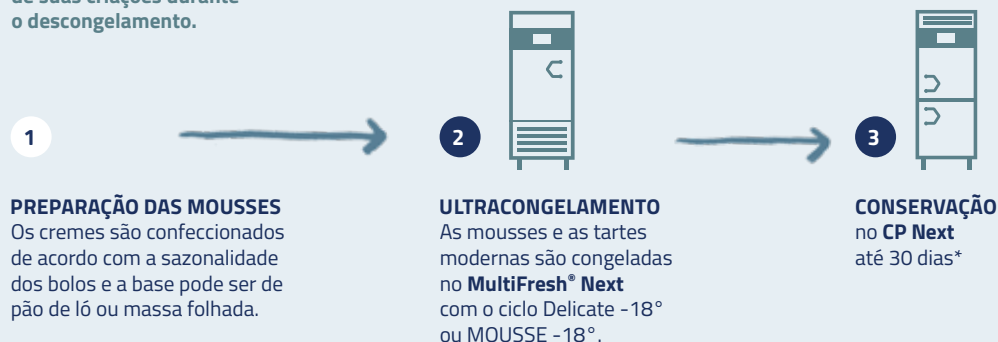 de suas criações durante
o descongelamento.
1
PREPARAÇÃO DAS MOUSSES
Os cremes são confeccionados
de acordo com a sazonalidade
dos bolos e a base pode ser de
pão de ló ou massa folhada.
2
ULTRACONGELAMENTO
As mousses e as tartes
modernas são congeladas
no MultiFresh® Next
com o ciclo Delicate -18°
ou MOUSSE -18°.
3
CONSERVAÇÃO
no CP Next
até 30 dias*